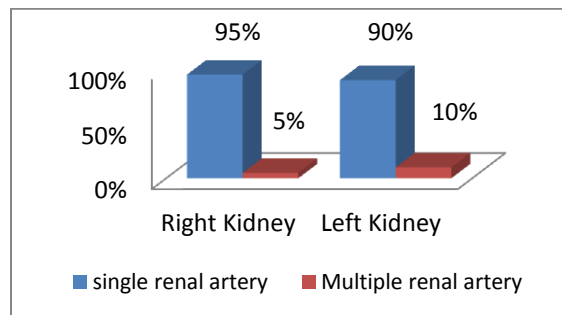 95% 90%
100%
5% 10%
50%
0%
Right Kidney Left Kidney
single renal artery Multiple renal artery